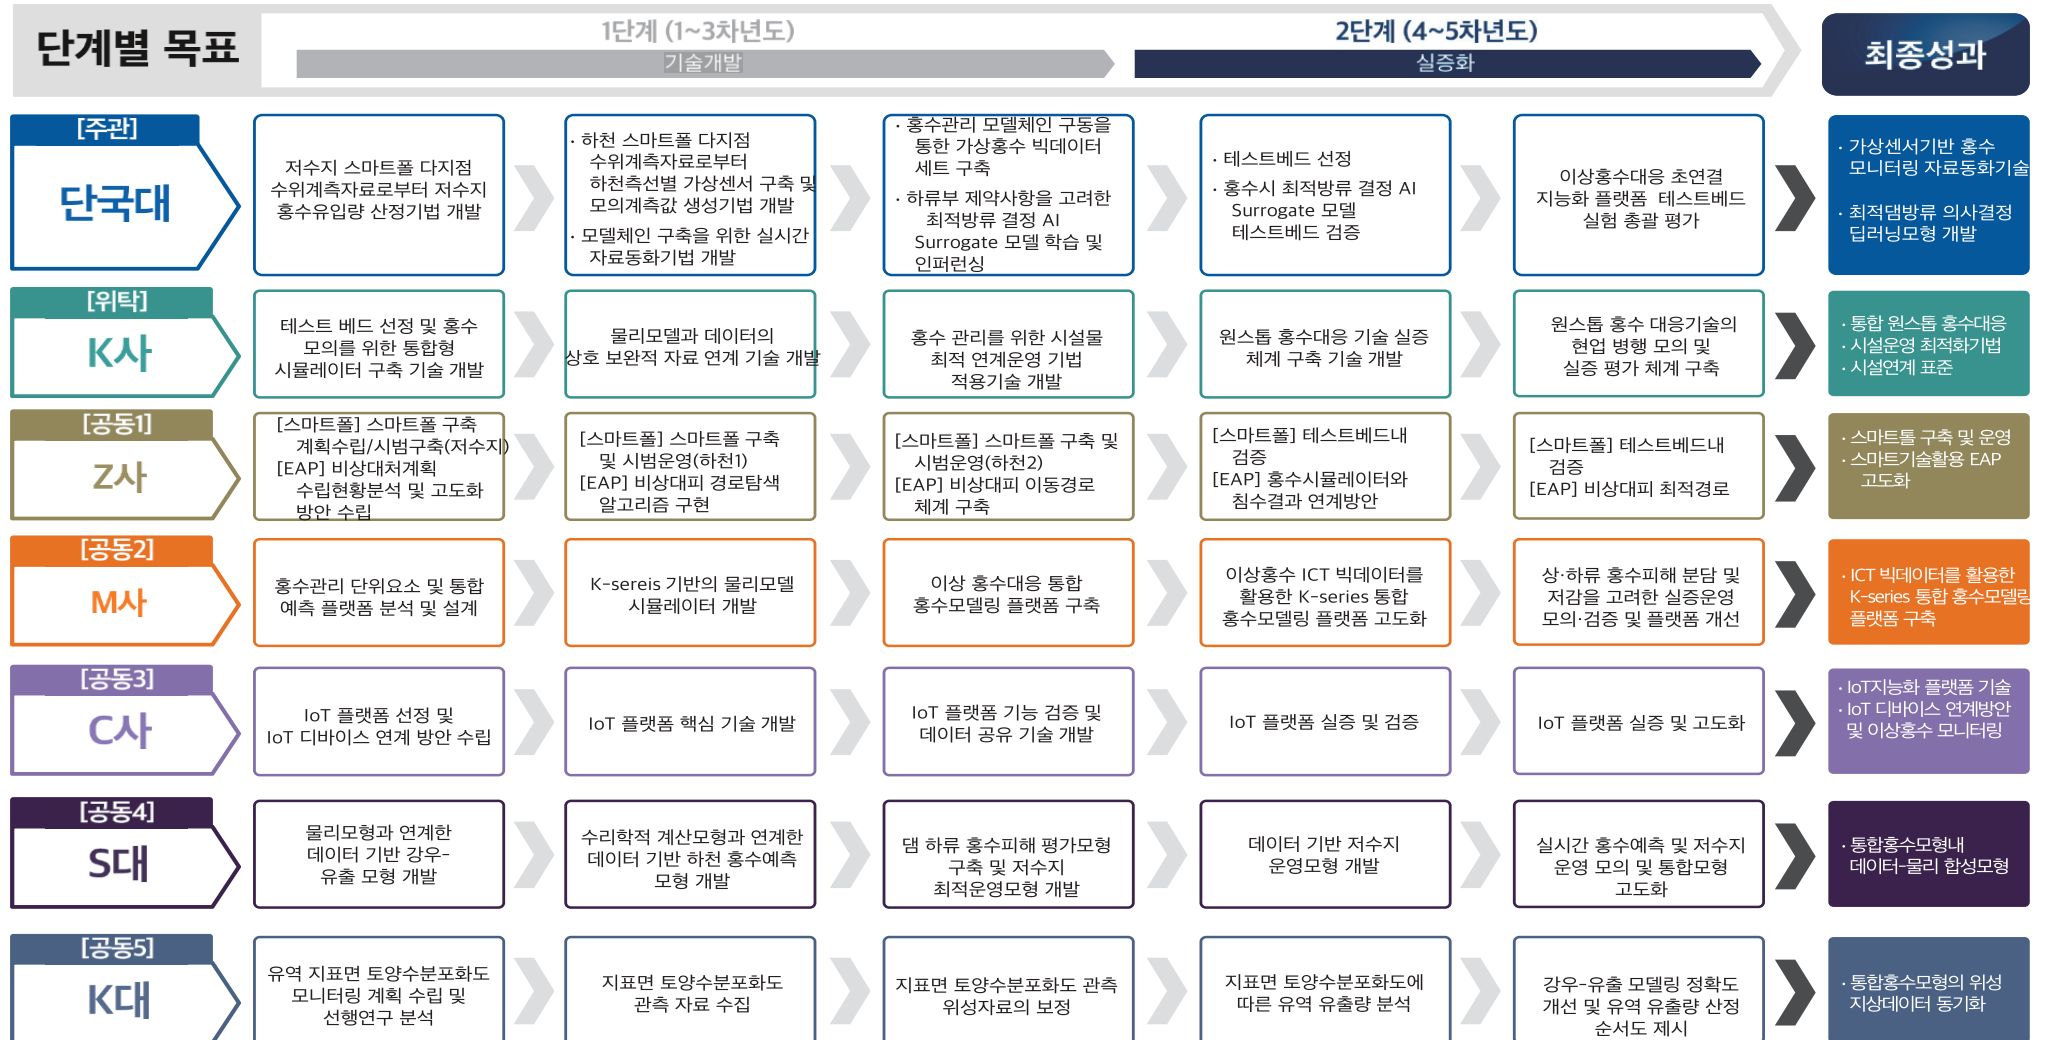 단계별 목표
1단계 (1~3차년도)
기술개발
2단계 (4~5차년도)
실증화
최종성과
[주관]
단국대
저수지 스마트폴 다지점
수위계측자료로부터 저수지
홍수유입량 산정기법 개발
· 하천 스마트폴 다지점
수위계측자료로부터
하천측선별 가상센서 구축 및
모의계측값 생성기법 개발
· 모델체인 구축을 위한 실시간
자료동화기법 개발
· 홍수관리 모델체인 구동을
통한 가상홍수 빅데이터
세트 구축
· 하류부 제약사항을 고려한
최적방류 결정 AI
Surrogate 모델 학습 및
인퍼런싱
· 테스트베드 선정
· 홍수시 최적방류 결정 AI
Surrogate 모델
테스트베드 검증
이상홍수대응 초연결
지능화 플랫폼 테스트베드
실험 총괄 평가
· 가상센서기반 홍수
모니터링 자료동화기술
· 최적댐방류 의사결정
딥러닝모형 개발
[위탁]
K사
테스트 베드 선정 및 홍수
모의를 위한 통합형
시뮬레이터 구축 기술 개발
물리모델과 데이터의
상호 보완적 자료 연계 기술 개발
홍수 관리를 위한 시설물
최적 연계운영 기법
적용기술 개발
원스톱 홍수대응 기술 실증
체계 구축 기술 개발
원스톱 홍수 대응기술의
현업 병행 모의 및
실증 평가 체계 구축
· 통합 원스톱 홍수대응
· 시설운영 최적화기법
· 시설연계 표준
[공동1]
Z사
[스마트폴] 스마트폴 구축
계획수립/시범구축(저수지)
[EAP] 비상대처계획
수립현황분석 및 고도화
방안 수립
[스마트폴] 스마트폴 구축
및 시범운영(하천1)
[EAP] 비상대피 경로탐색
알고리즘 구현
[스마트폴] 스마트폴 구축 및
시범운영(하천2)
[EAP] 비상대피 이동경로
체계 구축
[스마트폴] 테스트베드내
검증
[EAP] 홍수시뮬레이터와
침수결과 연계방안
[스마트폴] 테스트베드내
검증
[EAP] 비상대피 최적경로
· 스마트톨 구축 및 운영
· 스마트기술활용 EAP
고도화
[공동2]
M사
홍수관리 단위요소 및 통합
예측 플랫폼 분석 및 설계
K-sereis 기반의 물리모델
시뮬레이터 개발
이상 홍수대응 통합
홍수모델링 플랫폼 구축
이상홍수 ICT 빅데이터를
활용한 K-series 통합
홍수모델링 플랫폼 고도화
상·하류 홍수피해 분담 및
저감을 고려한 실증운영
모의·검증 및 플랫폼 개선
· ICT 빅데이터를 활용한
K-series 통합 홍수모델링
플랫폼 구축
[공동3]
C사
IoT 플랫폼 선정 및
IoT 디바이스 연계 방안 수립
IoT 플랫폼 핵심 기술 개발
IoT 플랫폼 기능 검증 및
데이터 공유 기술 개발
IoT 플랫폼 실증 및 검증
IoT 플랫폼 실증 및 고도화
· IoT지능화 플랫폼 기술
· IoT 디바이스 연계방안
및 이상홍수 모니터링
[공동4]
S대
물리모형과 연계한
데이터 기반 강우-
유출 모형 개발
수리학적 계산모형과 연계한
데이터 기반 하천 홍수예측
모형 개발
댐 하류 홍수피해 평가모형
구축 및 저수지
최적운영모형 개발
데이터 기반 저수지
운영모형 개발
실시간 홍수예측 및 저수지
운영 모의 및 통합모형
고도화
· 통합홍수모형내
데이터-물리 합성모형
[공동5]
K대
유역 지표면 토양수분포화도
모니터링 계획 수립 및
선행연구 분석
지표면 토양수분포화도
관측 자료 수집
지표면 토양수분포화도 관측
위성자료의 보정
지표면 토양수분포화도에
따른 유역 유출량 분석
강우-유출 모델링 정확도
개선 및 유역 유출량 산정
순서도 제시
· 통합홍수모형의 위성
지상데이터 동기화